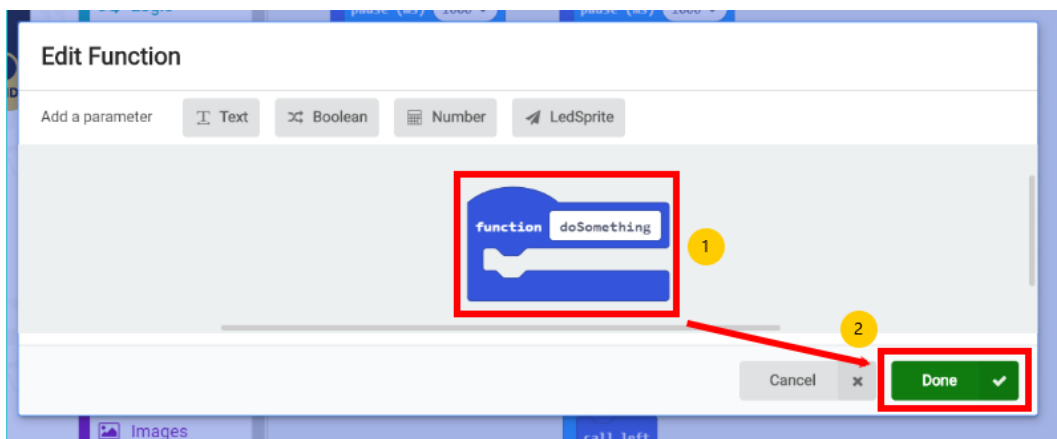 Logic
pause (ms) 1000
pause (ms) 1000
Edit Function
Add a parameter
Text
Boolean
Number
LedSprite
function doSomething
1
2
Cancel
Done
Images
call left